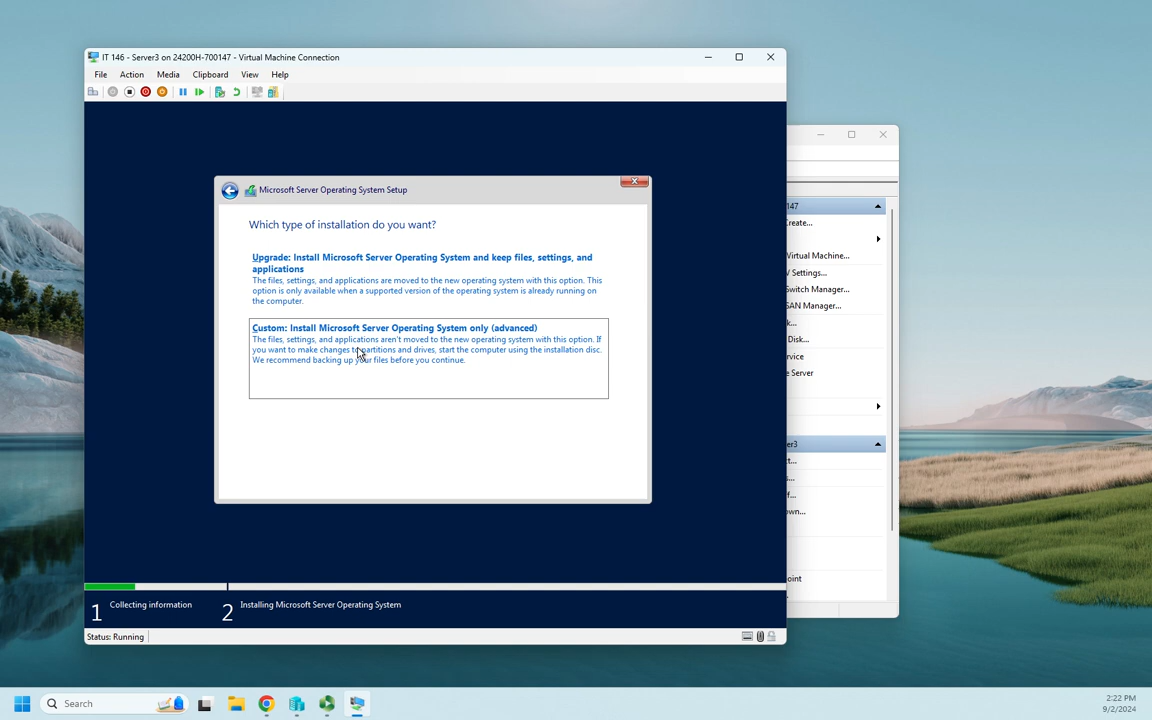 IT 146 - Server3 on 24200H-700147 - Virtual Machine Connection
File Action Media Clipboard View Help
Microsoft Server Operating System Setup
Which type of installation do you want?
Upgrade: Install Microsoft Server Operating System and keep files, settings, and
applications
The files, settings, and applications are moved to the new operating system with this option. This
option is only available when a supported version of the operating system is already running on
the computer.
Custom: Install Microsoft Server Operating System only (advanced)
The files, settings, and applications aren't moved to the new operating system with this option. If
you want to make changes to partitions and drives, start the computer using the installation disc.
We recommend backing up your files before you continue.
1 Collecting information 2 Installing Microsoft Server Operating System
Status: Running
147
reate...
Virtual Machine...
V Settings...
Switch Manager...
SAN Manager...
k...
Disk...
rvice
e Server
er3
t...
s...
f...
own...
oint
Search
2:22 PM
9/2/2024